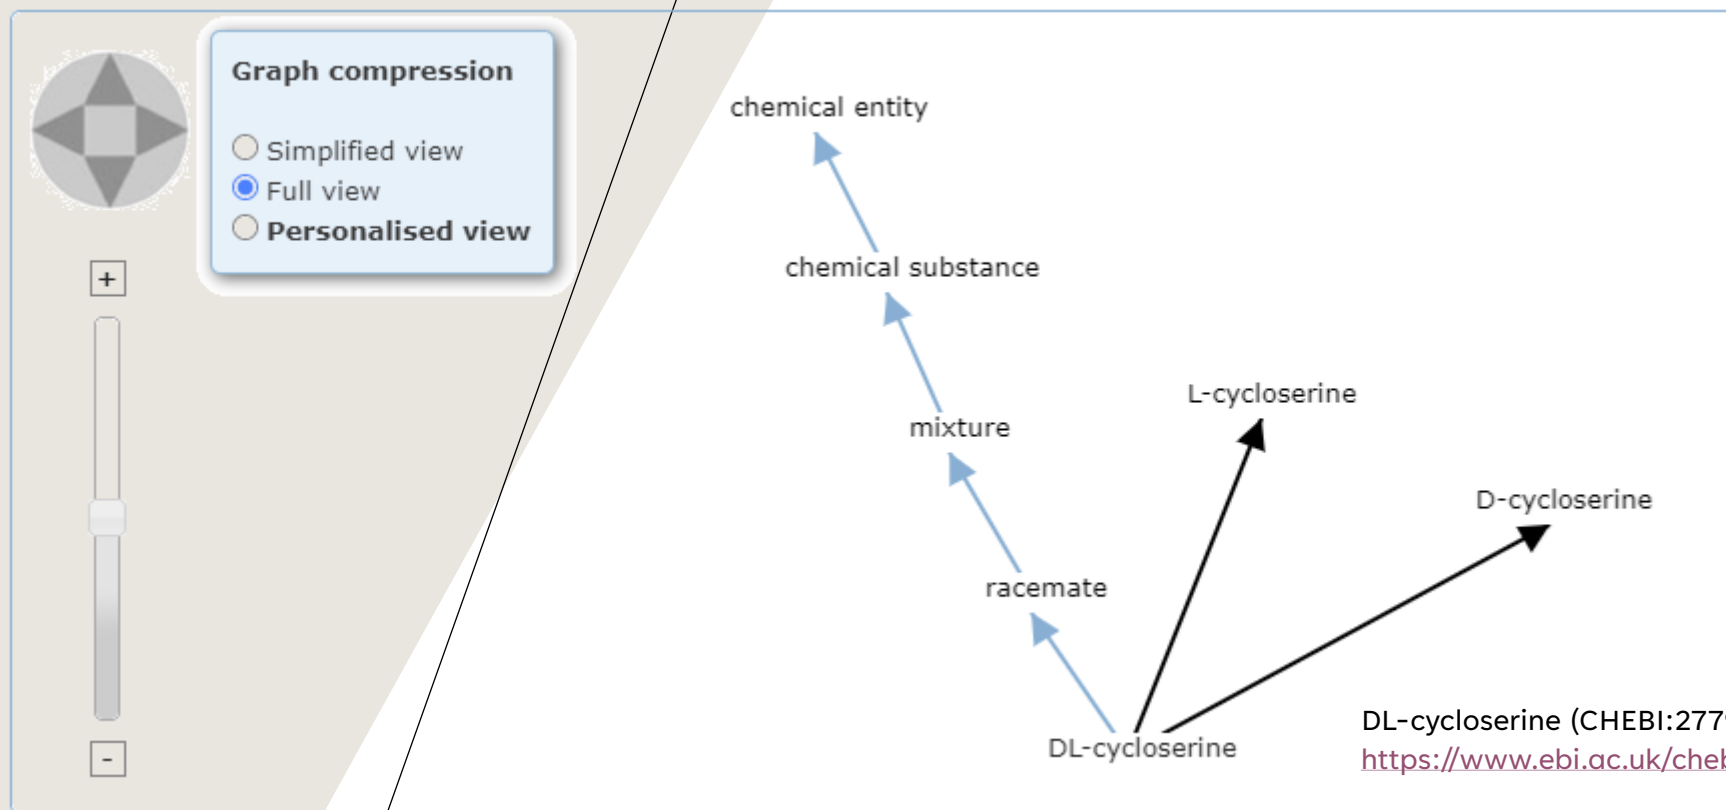 Graph compression
Simplified view
Full view
Personalised view
+
-
chemical entity
chemical substance
mixture
L-cycloserine
D-cycloserine
racemate
DL-cycloserine
DL-cycloserine (CHEBI:277
https://www.ebi.ac.uk/cheb